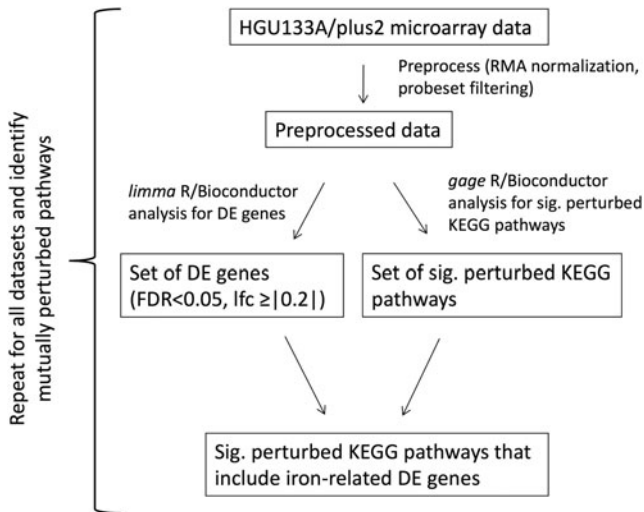 HGU133A/plus2 microarray data
Preprocess (RMA normalization,
probeset filtering)
Preprocessed data
limma R/Bioconductor
analysis for DE genes
gage R/Bioconductor
analysis for sig. perturbed
KEGG pathways
Set of DE genes
(FDR<0.05, lfc ≥|0.2|)
Set of sig. perturbed KEGG
pathways
Sig. perturbed KEGG pathways that
include iron-related DE genes
Repeat for all datasets and identify
mutually perturbed pathways